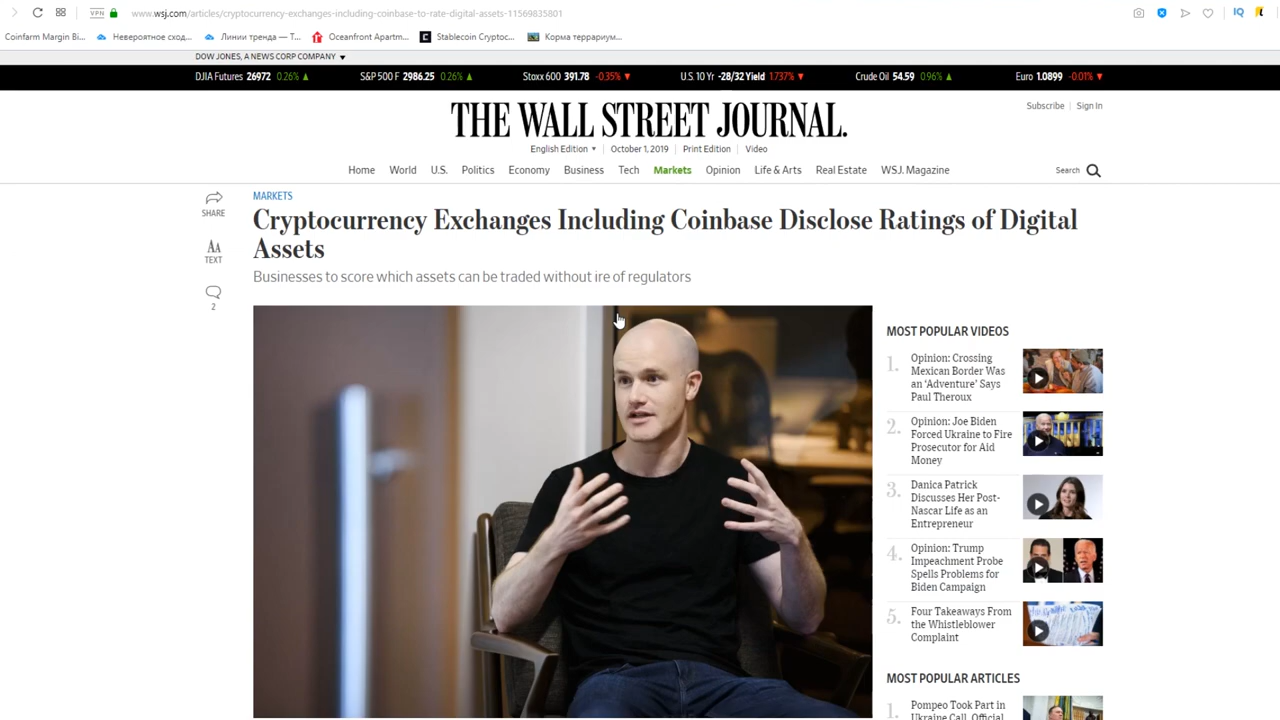 VPN
www.wsj.com/articles/cryptocurrency-exchanges-including-coinbase-to-rate-digital-assets-11569835801
IQ
Coinfarm Margin Bi...
Невероятное сход...
Линии тренда — Т...
Oceanfront Apartm...
Stablecoin Cryptoc...
Корма террариум...
DOW JONES, A NEWS CORP COMPANY
DJIA Futures 26972 0.26% ▲
S&P 500 F 2986.25 0.26% ▲
Stoxx 600 391.78 -0.35% ▼
U.S. 10 Yr -28/32 Yield 1.737% ▼
Crude Oil 54.59 0.96% ▲
Euro 1.0899 -0.01% ▼
THE WALL STREET JOURNAL.
Subscribe | Sign In
English Edition ▼ | October 1, 2019 | Print Edition | Video
Home World U.S. Politics Economy Business Tech Markets Opinion Life & Arts Real Estate WSJ. Magazine
Search
SHARE
AA
TEXT
2
MARKETS
Cryptocurrency Exchanges Including Coinbase Disclose Ratings of Digital
Assets
Businesses to score which assets can be traded without ire of regulators
MOST POPULAR VIDEOS
1. Opinion: Crossing
Mexican Border Was
an ‘Adventure’ Says
Paul Theroux
2. Opinion: Joe Biden
Forced Ukraine to Fire
Prosecutor for Aid
Money
3. Danica Patrick
Discusses Her Post-
Nascar Life as an
Entrepreneur
4. Opinion: Trump
Impeachment Probe
Spells Problems for
Biden Campaign
5. Four Takeaways From
the Whistleblower
Complaint
MOST POPULAR ARTICLES
1. Pompeo Took Part in
Ukraine Call, Official